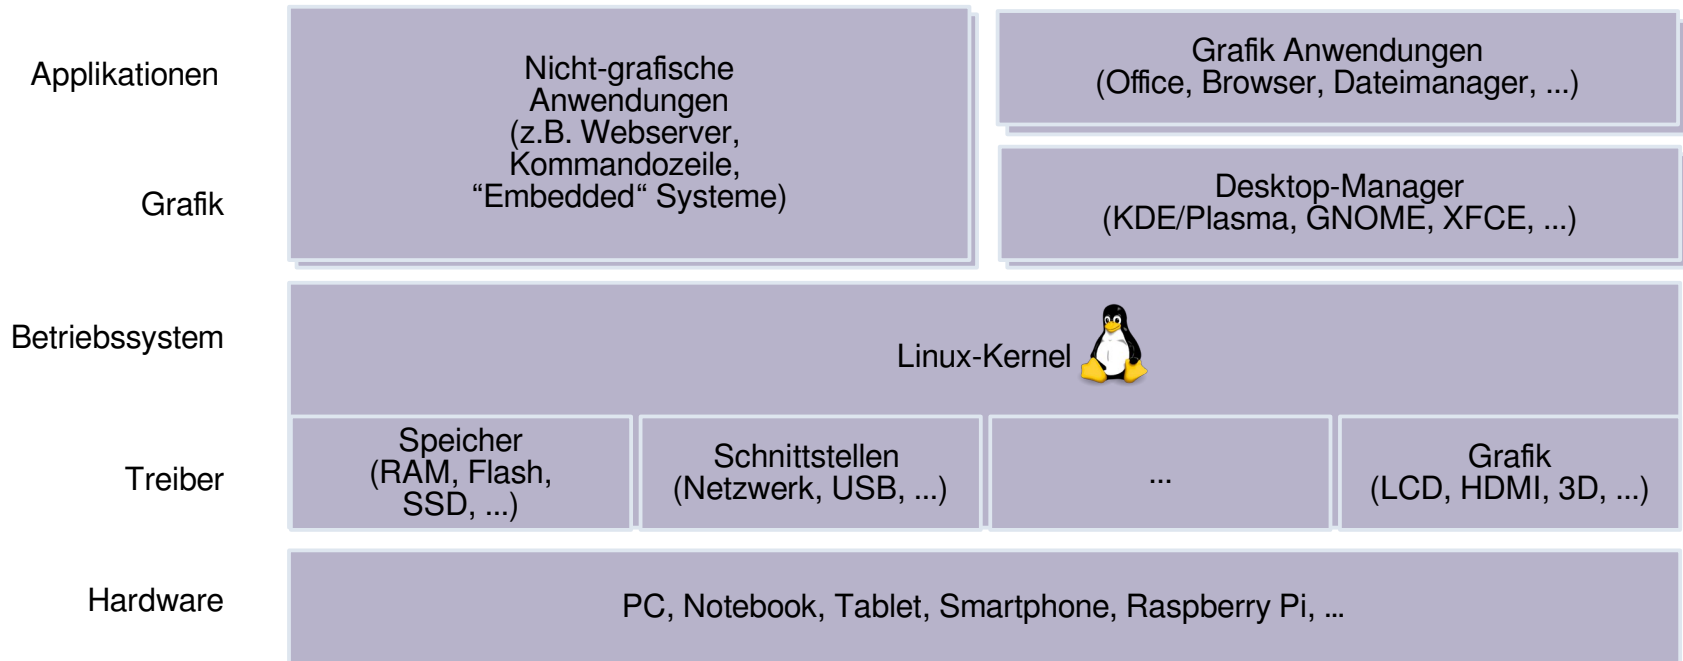 Applikationen
Nicht-grafische
Anwendungen
(z.B. Webserver,
Kommandozeile,
“Embedded“ Systeme)
Grafik Anwendungen
(Office, Browser, Dateimanager, ...)
Grafik
Desktop-Manager
(KDE/Plasma, GNOME, XFCE, ...)
Betriebssystem
Linux-Kernel
Treiber
Speicher
(RAM, Flash,
SSD, ...)
Schnittstellen
(Netzwerk, USB, ...)
...
Grafik
(LCD, HDMI, 3D, ...)
Hardware
PC, Notebook, Tablet, Smartphone, Raspberry Pi, ...